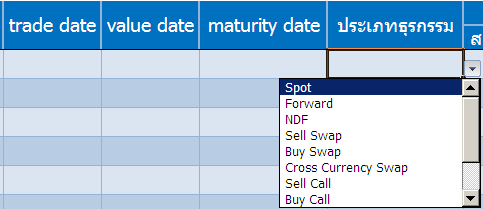 trade date value date maturity date ประเภทธุรกรรม ส
Spot
Forward
NDF
Sell Swap
Buy Swap
Cross Currency Swap
Sell Call
Buy Call